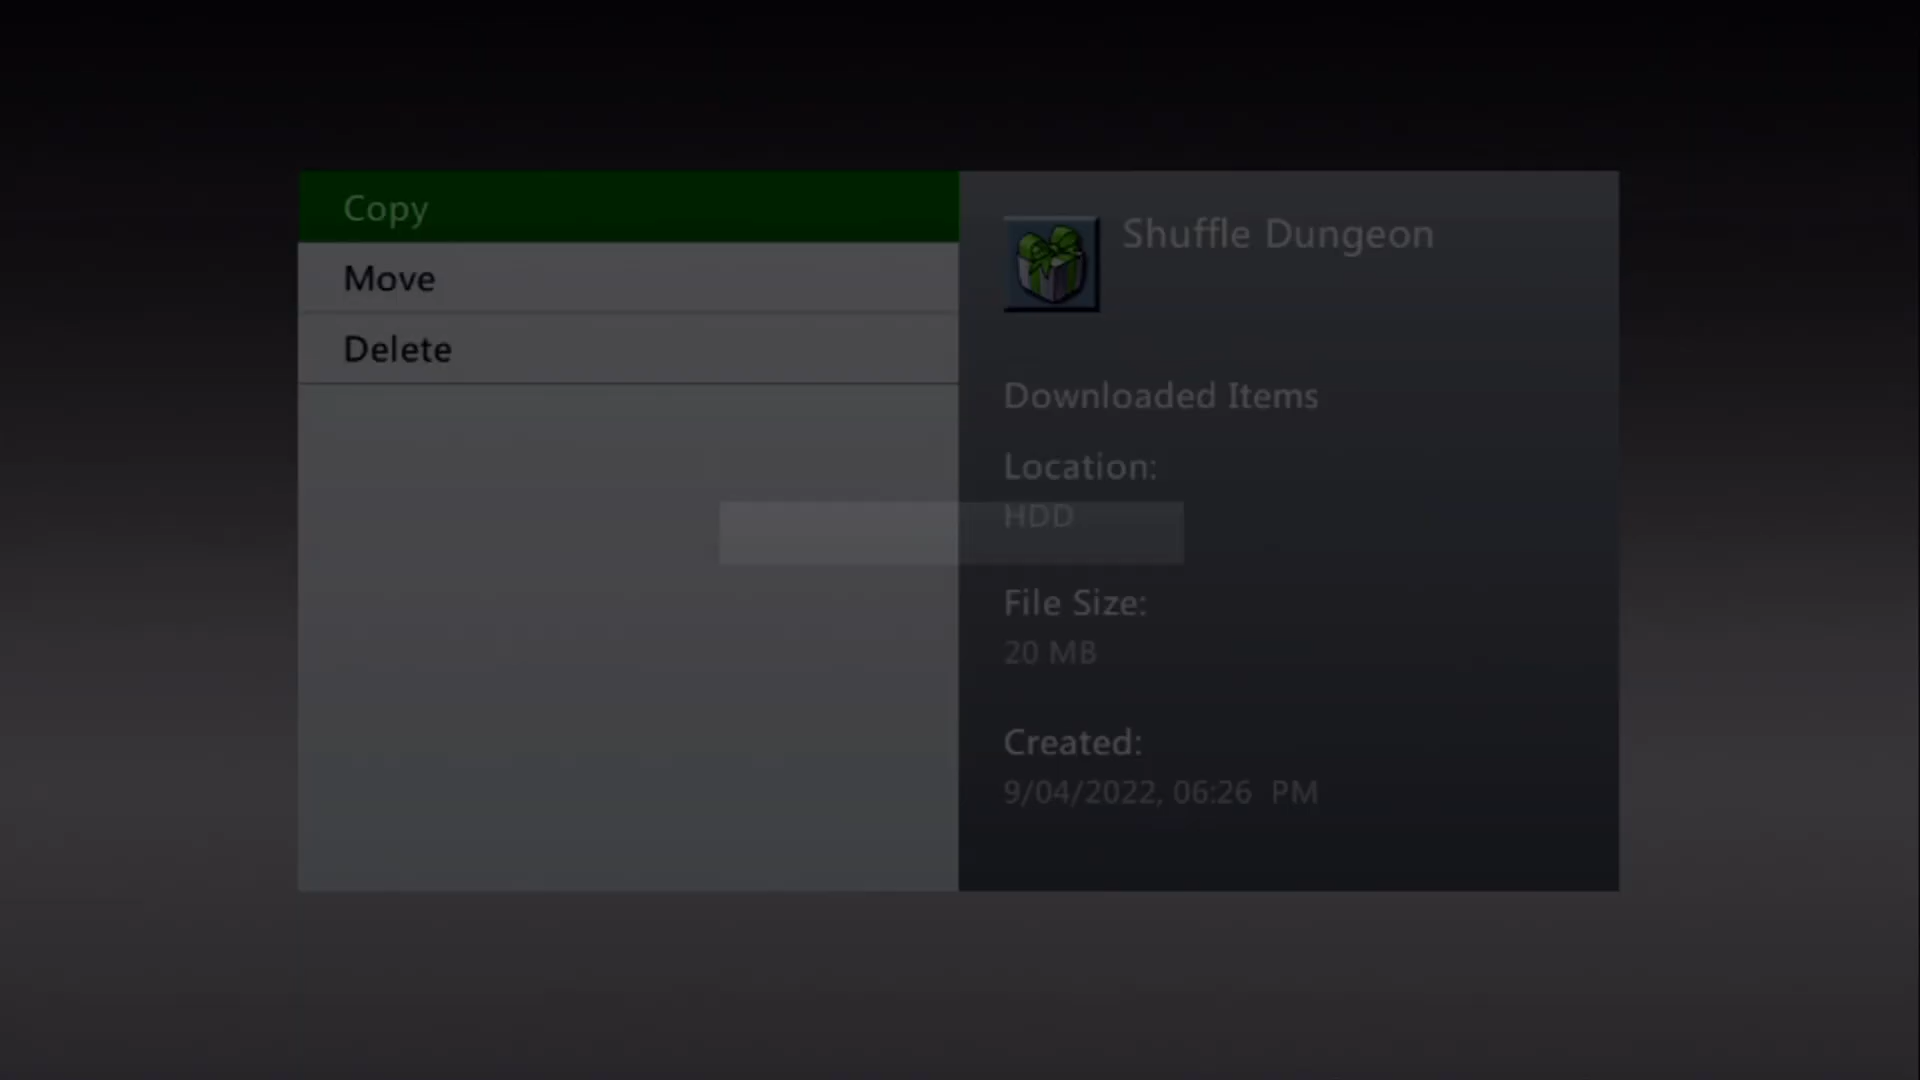 Copy
Move
Delete
Shuffle Dungeon
Downloaded Items
Location:
HDD
File Size:
20 MB
Created:
9/04/2022, 06:26 PM